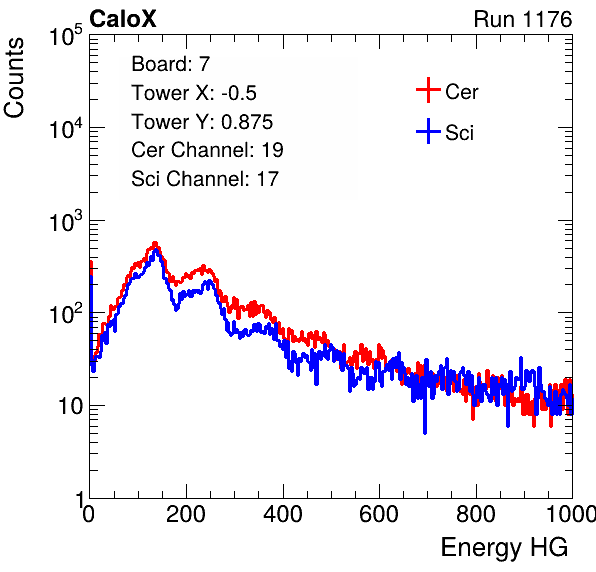 CaloX Run 1176
Counts
10^5
10^4
10^3
10^2
10
1
Board: 7
Tower X: -0.5
Tower Y: 0.875
Cer Channel: 19
Sci Channel: 17
Cer
Sci
0 200 400 600 800 1000
Energy HG